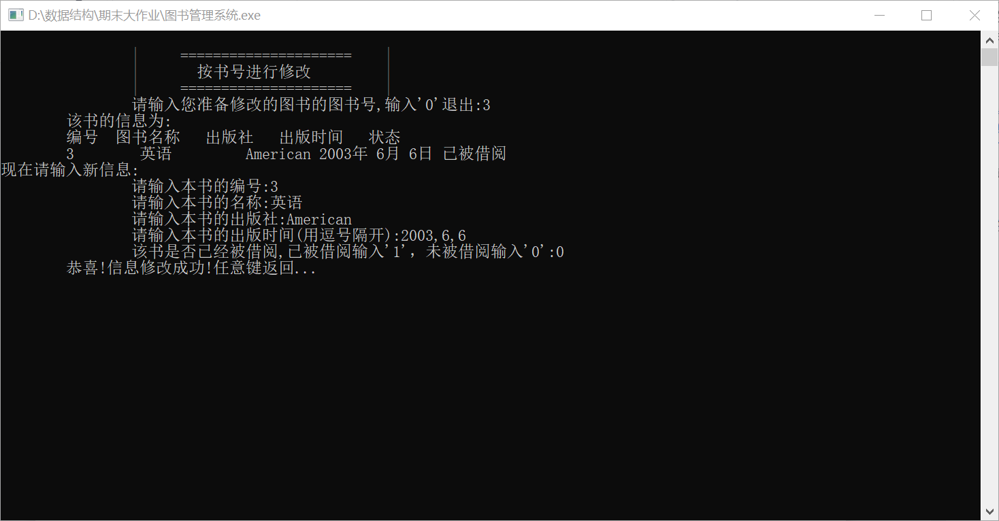 D:\数据结构\期末大作业\图书管理系统.exe
=====================
按书号进行修改
=====================
请输入您准备修改的图书的图书号,输入'0'退出:3
该书的信息为:
编号 图书名称 出版社 出版时间 状态
3 英语 American 2003年 6月 6日 已被借阅
现在请输入新信息:
请输入本书的编号:3
请输入本书的名称:英语
请输入本书的出版社:American
请输入本书的出版时间(用逗号隔开):2003,6,6
该书是否已经被借阅,已被借阅输入'1', 未被借阅输入'0':0
恭喜!信息修改成功!任意键返回...